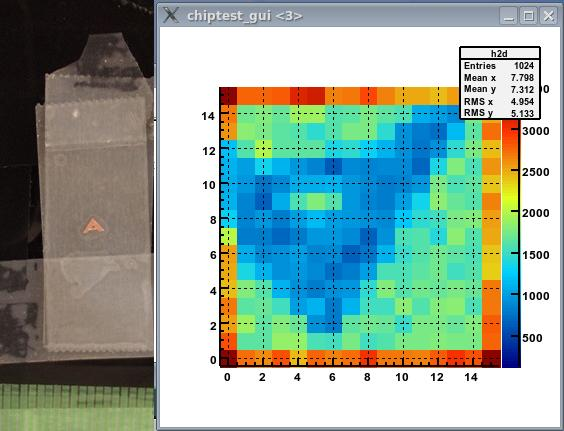 chiptest_gui <3>
h2d
Entries 1024
Mean x 7.798
Mean y 7.312
RMS x 4.954
RMS y 5.133
14
12
10
8
6
4
2
0
0 2 4 6 8 10 12 14
3000
2500
2000
1500
1000
500